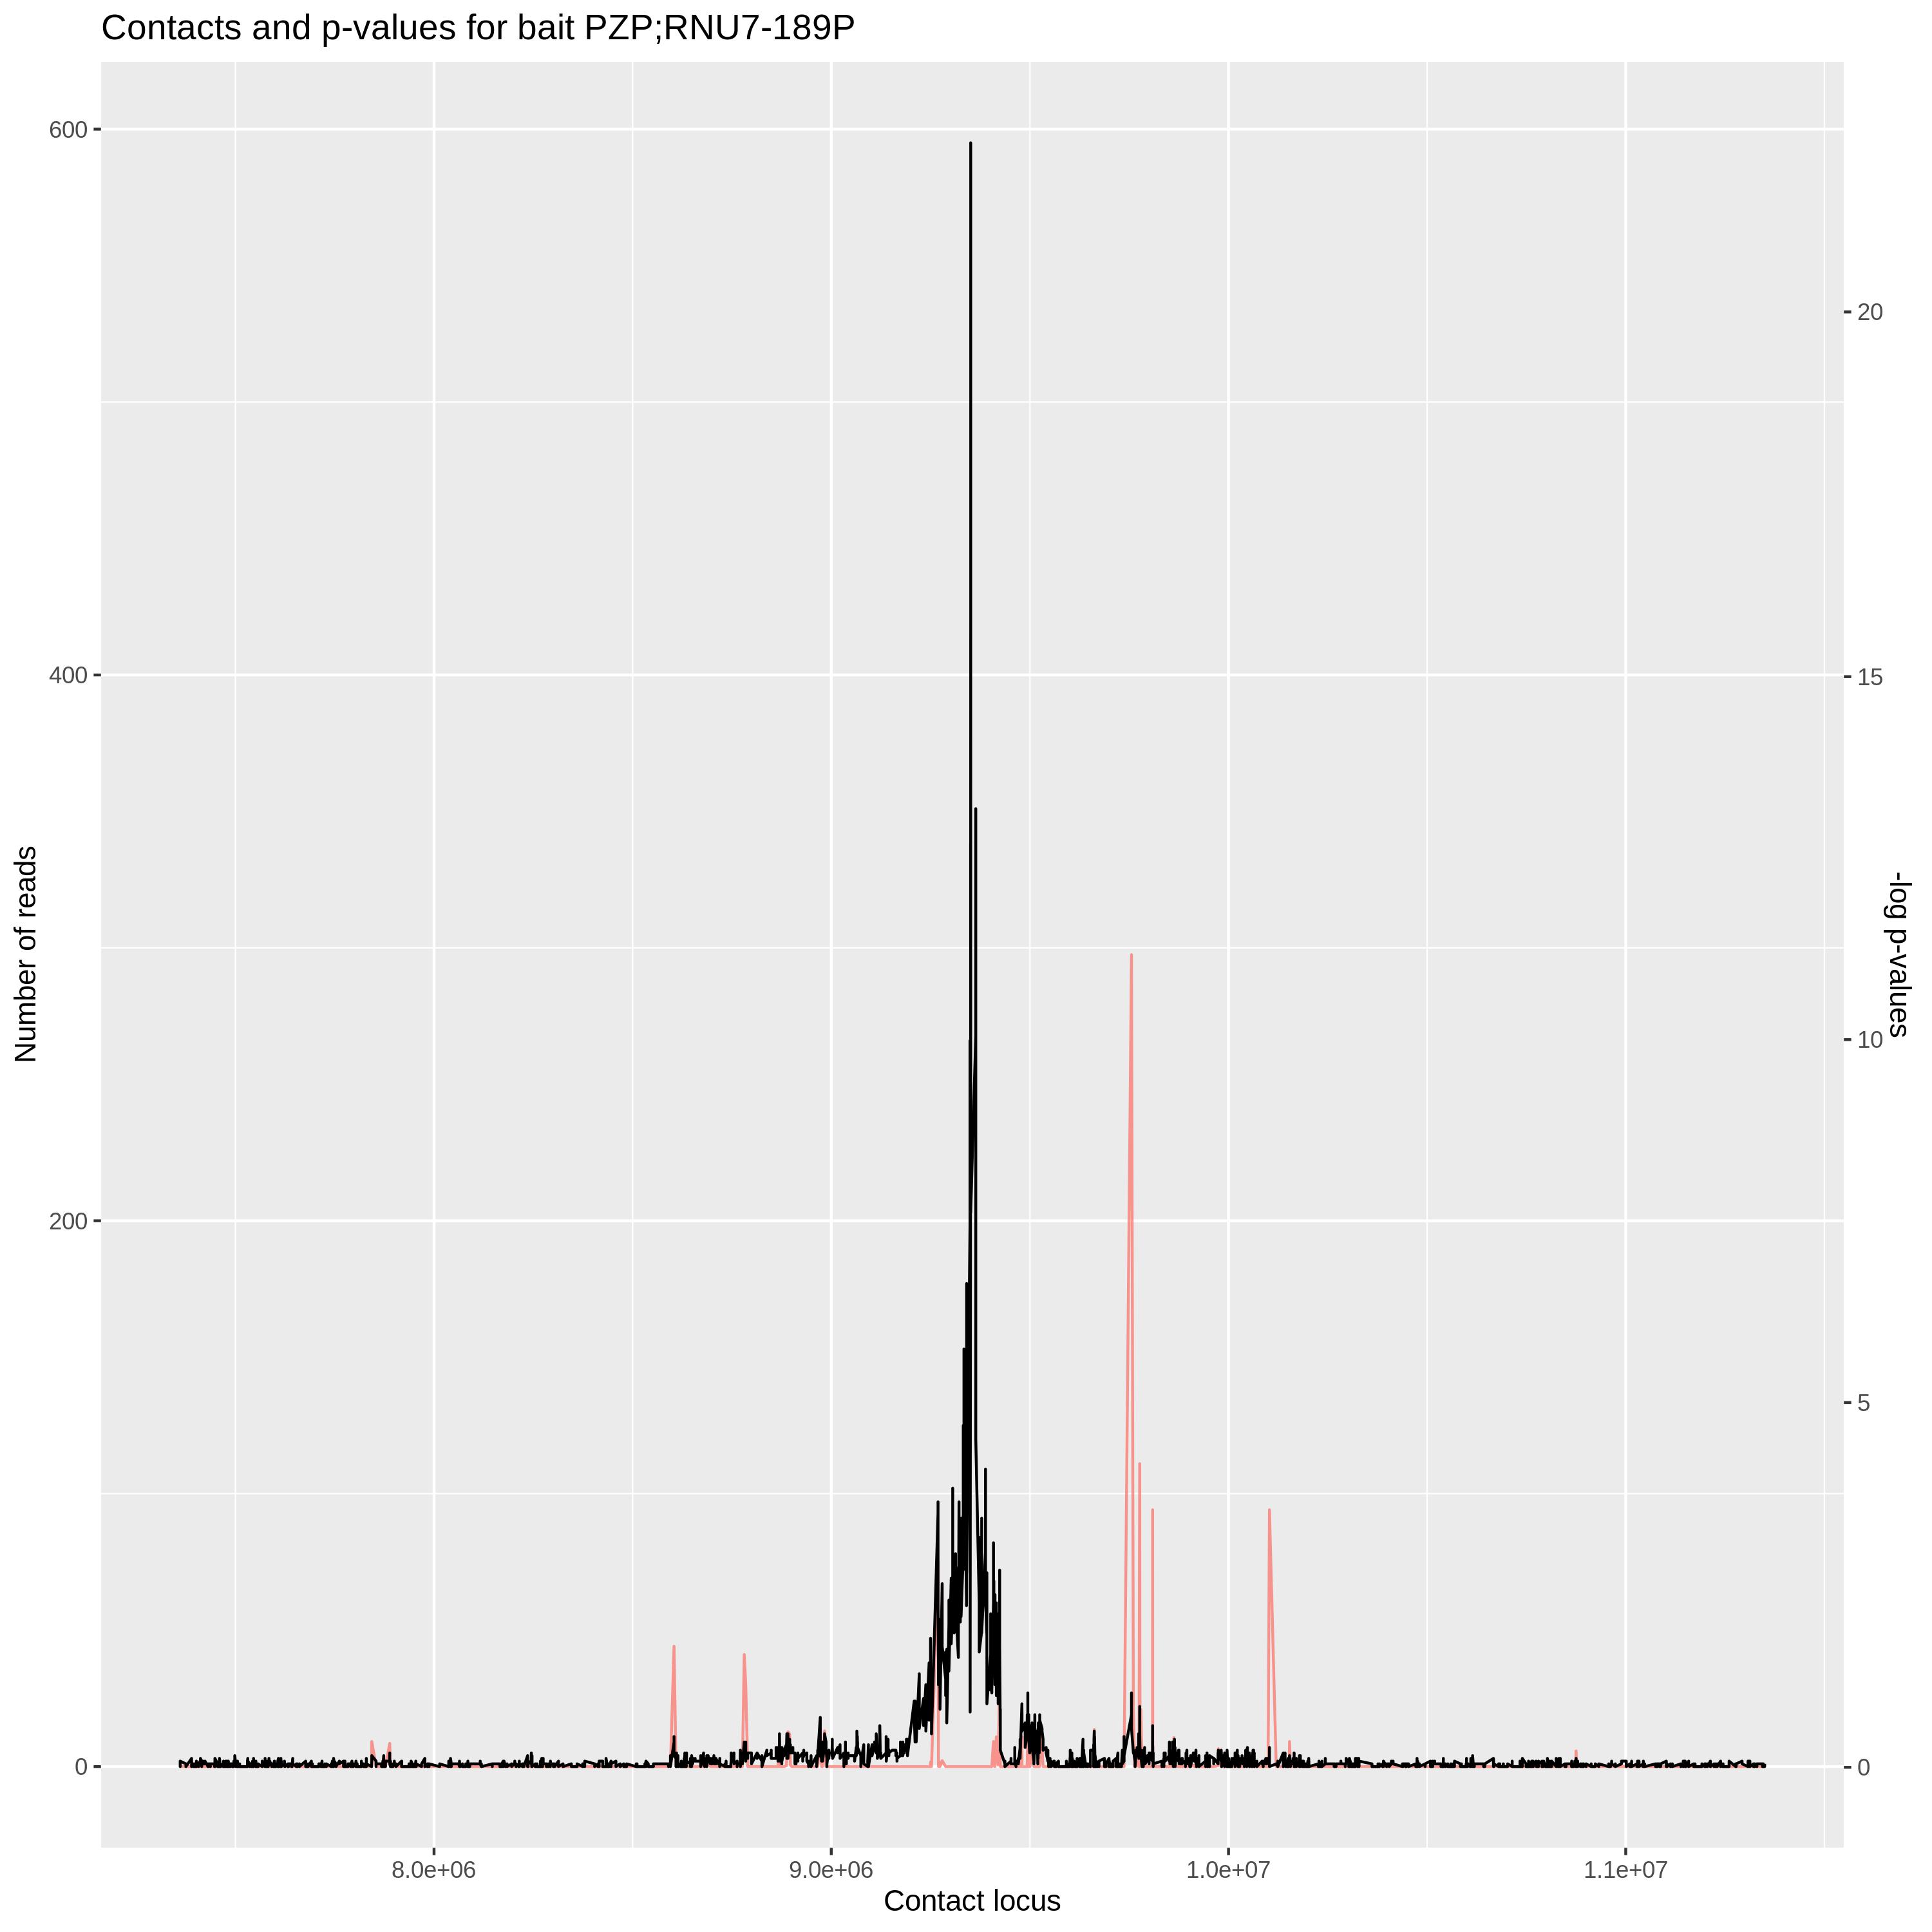 Contacts and p-values for bait PZP;RNU7-189P
600
400
200
0
Number of reads
20
15
10
5
0
-log p-values
8.0e+06
9.0e+06
1.0e+07
1.1e+07
Contact locus